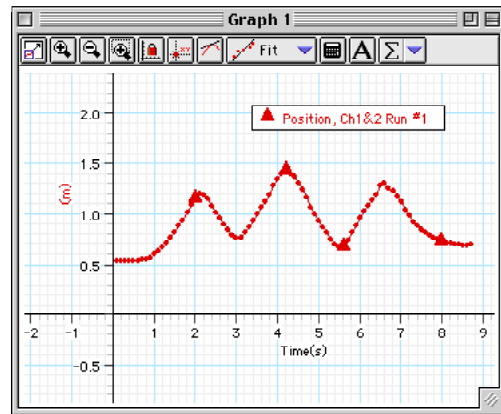 Graph 1
Fit
A
Σ
Position, Ch1&2 Run #1
2.0
1.5
(m)
1.0
0.5
-2 -1 1 2 3 4 5 6 7 8 9
Time(s)
-0.5